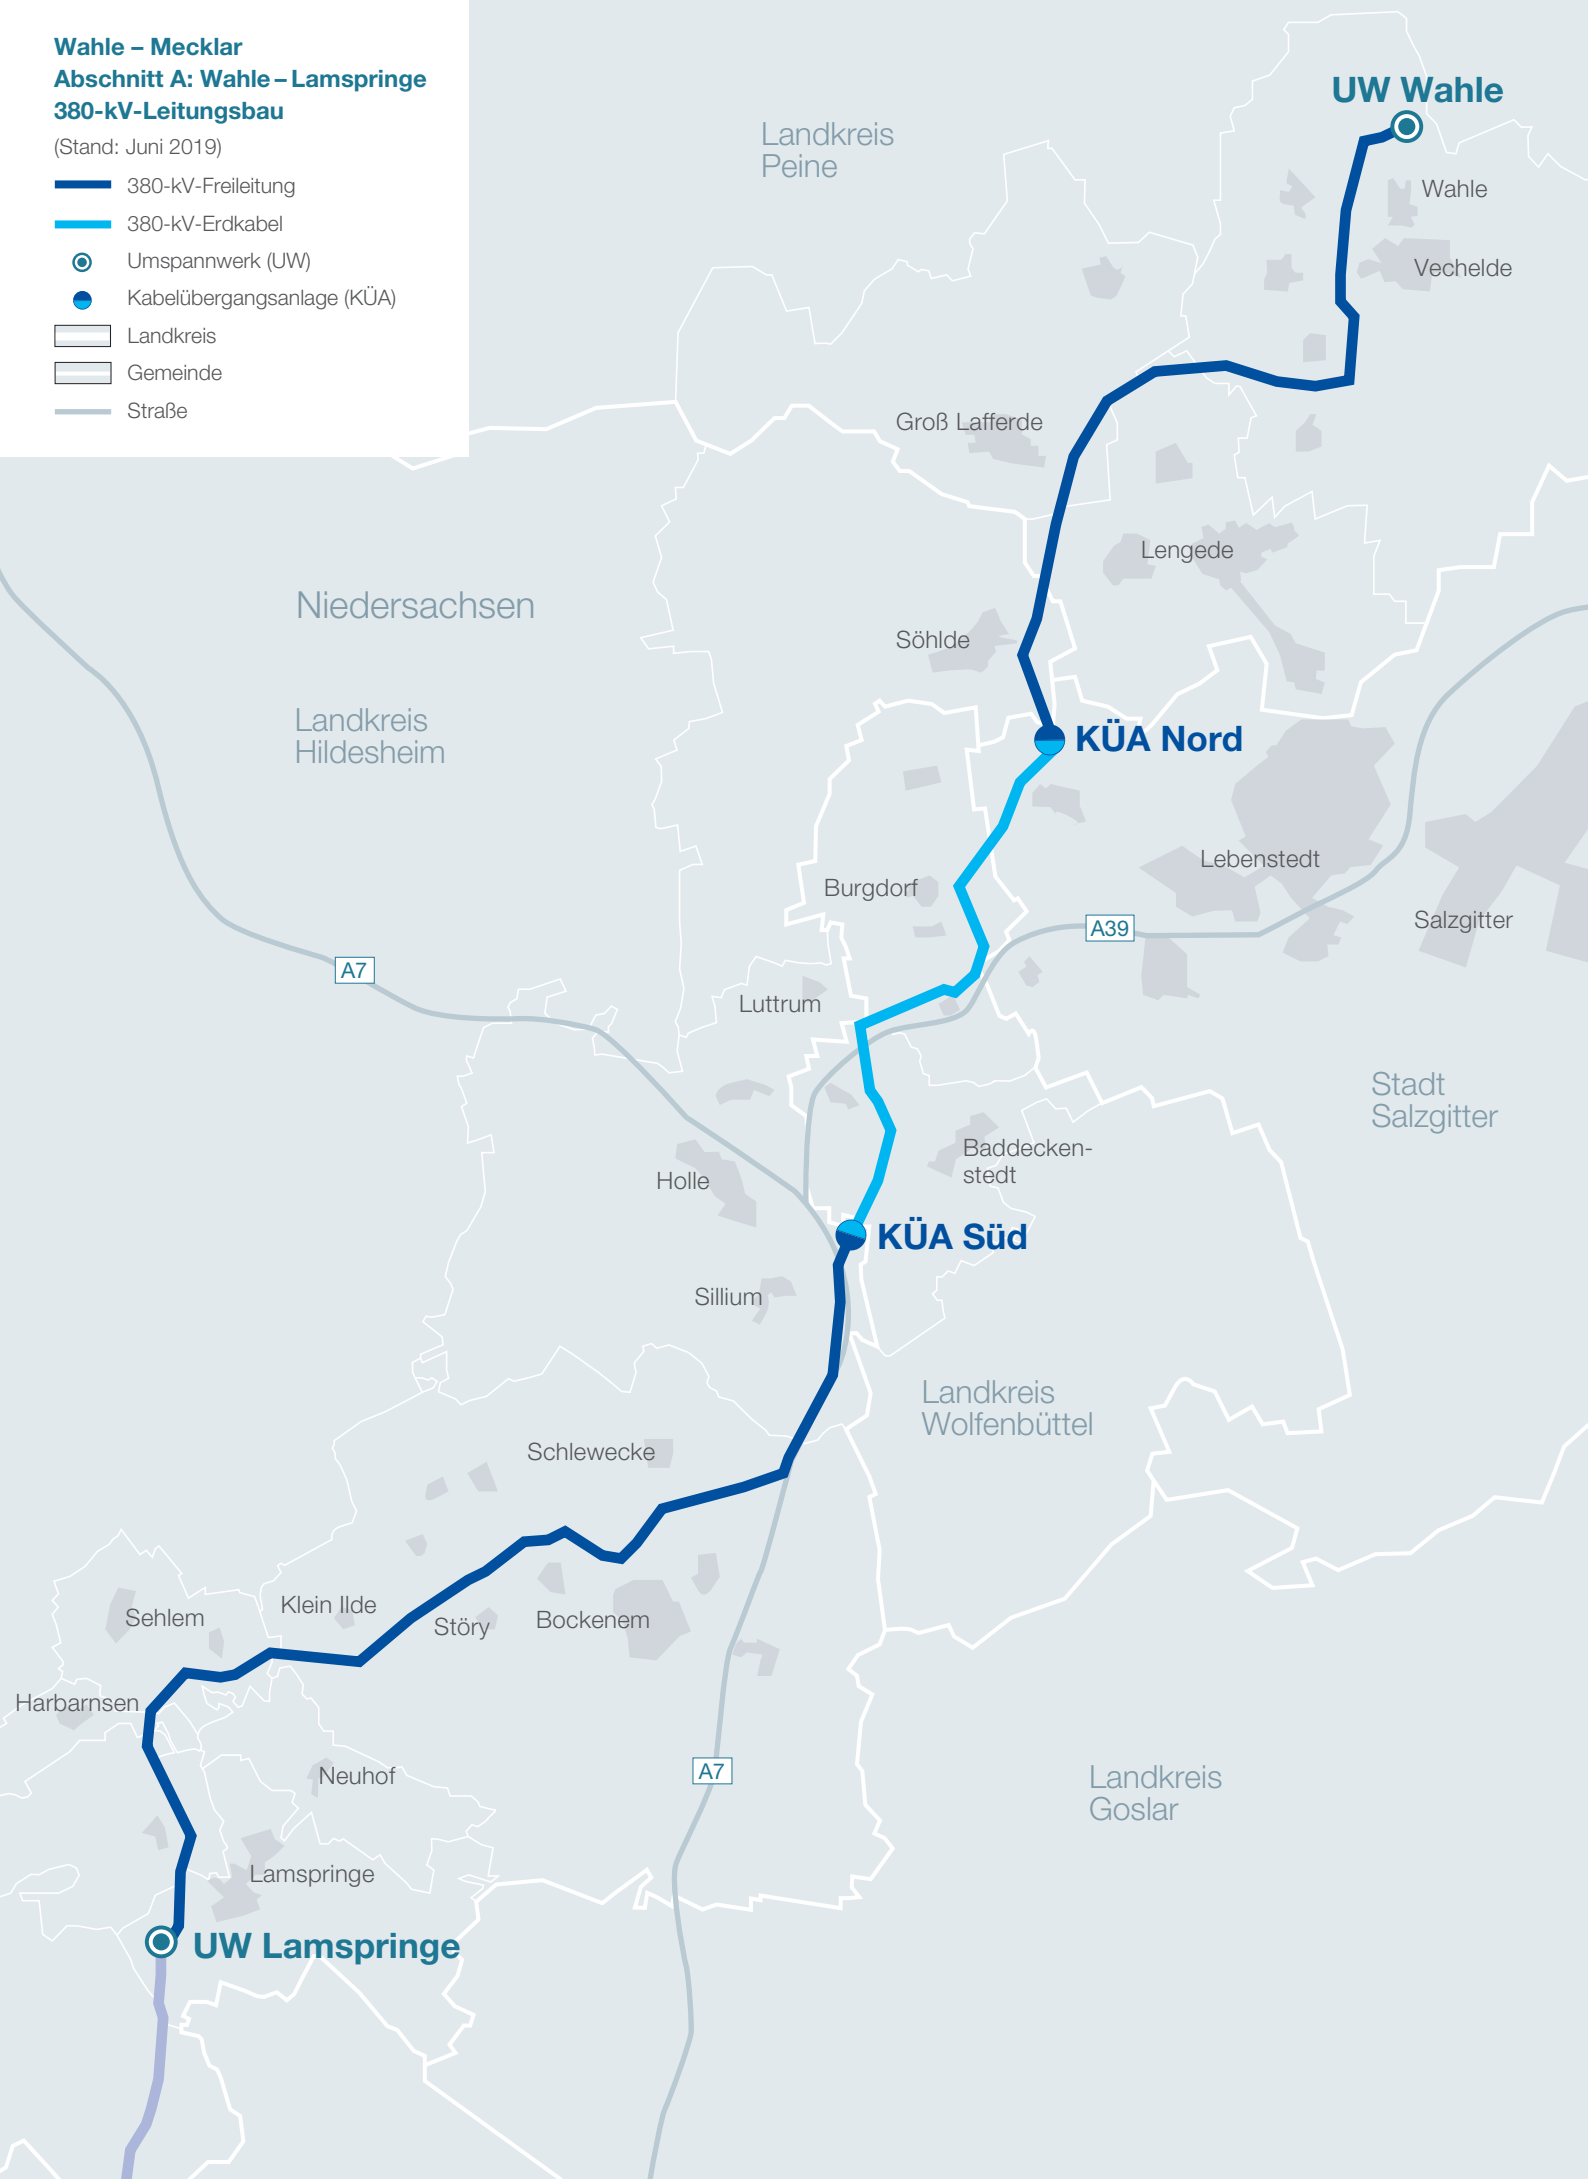 Wahle – Mecklar
Abschnitt A: Wahle – Lamspringe
380-kV-Leitungsbau
(Stand: Juni 2019)
380-kV-Freileitung
380-kV-Erdkabel
Umspannwerk (UW)
Kabelübergangsanlage (KÜA)
Landkreis
Gemeinde
Straße
UW Wahle
Landkreis
Peine
Wahle
Vechelde
Groß Lafferde
Lengede
Niedersachsen
Söhlde
Landkreis
Hildesheim
KÜA Nord
Lebenstedt
Burgdorf
Salzgitter
A39
A7
Luttrum
Stadt
Salzgitter
Baddecken-
stedt
Holle
KÜA Süd
Sillium
Landkreis
Wolfenbüttel
Schlewecke
Klein Ilde
Sehlem
Störy
Bockenem
Harbarnsen
Neuhof
A7
Landkreis
Goslar
Lamspringe
UW Lamspringe